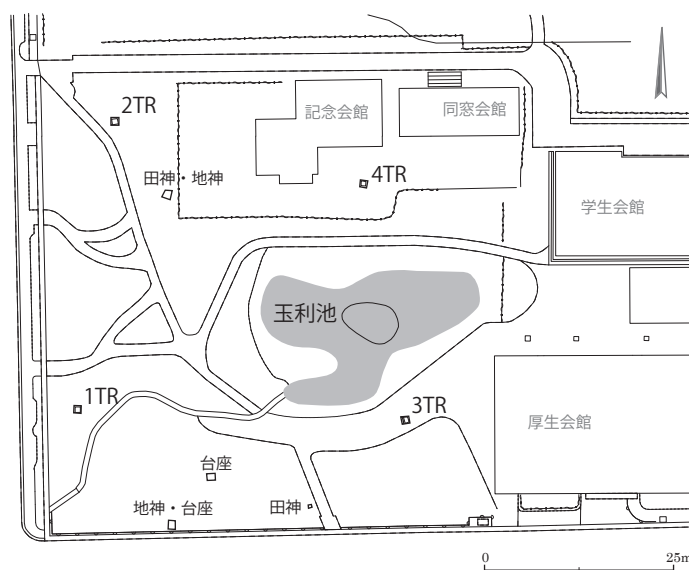 2TR
記念会館
同窓会館
田神・地神
4TR
学生会館
玉利池
1TR
3TR
厚生会館
台座
地神・台座
田神
0
25m